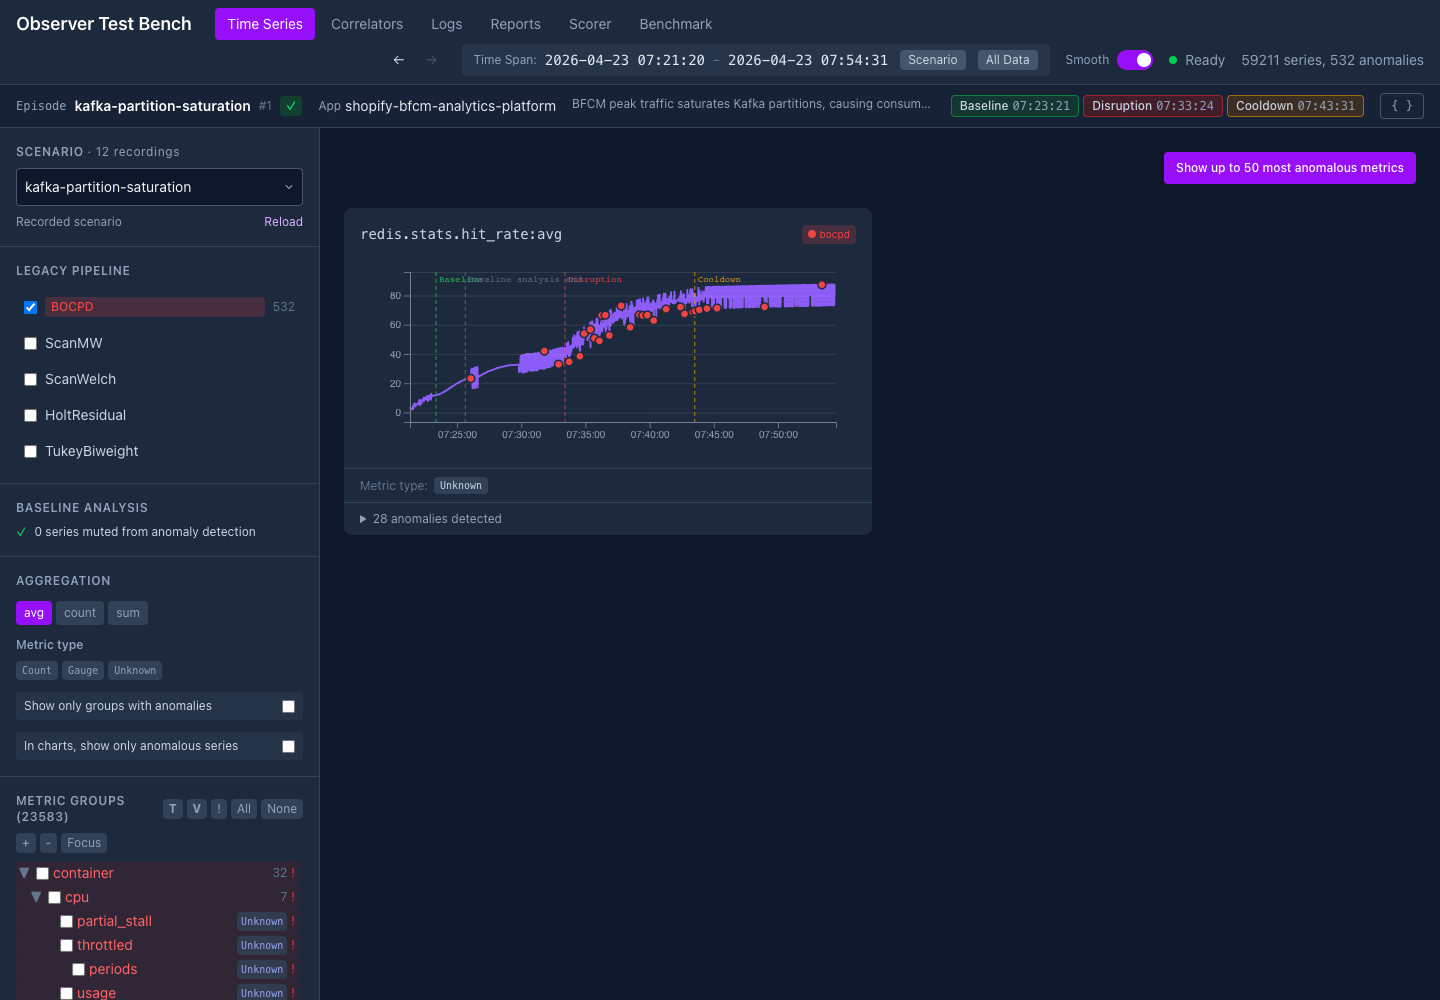 Observer Test Bench
Time Series
Correlators
Logs
Reports
Scorer
Benchmark
← →
Time Span: 2026-04-23 07:21:20 – 2026-04-23 07:54:31
Scenario
All Data
Smooth
Ready
59211 series, 532 anomalies
Episode kafka-partition-saturation #1 ✓
App shopify-bfcm-analytics-platform
BFCM peak traffic saturates Kafka partitions, causing consum...
Baseline 07:23:21
Disruption 07:33:24
Cooldown 07:43:31
{ }
SCENARIO · 12 recordings
kafka-partition-saturation
Recorded scenario
Reload
LEGACY PIPELINE
BOCPD 532
ScanMW
ScanWelch
HoltResidual
TukeyBiweight
BASELINE ANALYSIS
✓ 0 series muted from anomaly detection
AGGREGATION
avg count sum
Metric type
Count Gauge Unknown
Show only groups with anomalies
In charts, show only anomalous series
METRIC GROUPS
(23583)
T V ! All None
+ - Focus
container 32 !
cpu 7 !
partial_stall Unknown !
throttled Unknown !
periods Unknown !
usage Unknown !
Show up to 50 most anomalous metrics
redis.stats.hit_rate:avg
bocpd
Baseline
Baseline analysis end
Disruption
Cooldown
80
60
40
20
0
07:25:00 07:30:00 07:35:00 07:40:00 07:45:00 07:50:00
Metric type: Unknown
28 anomalies detected